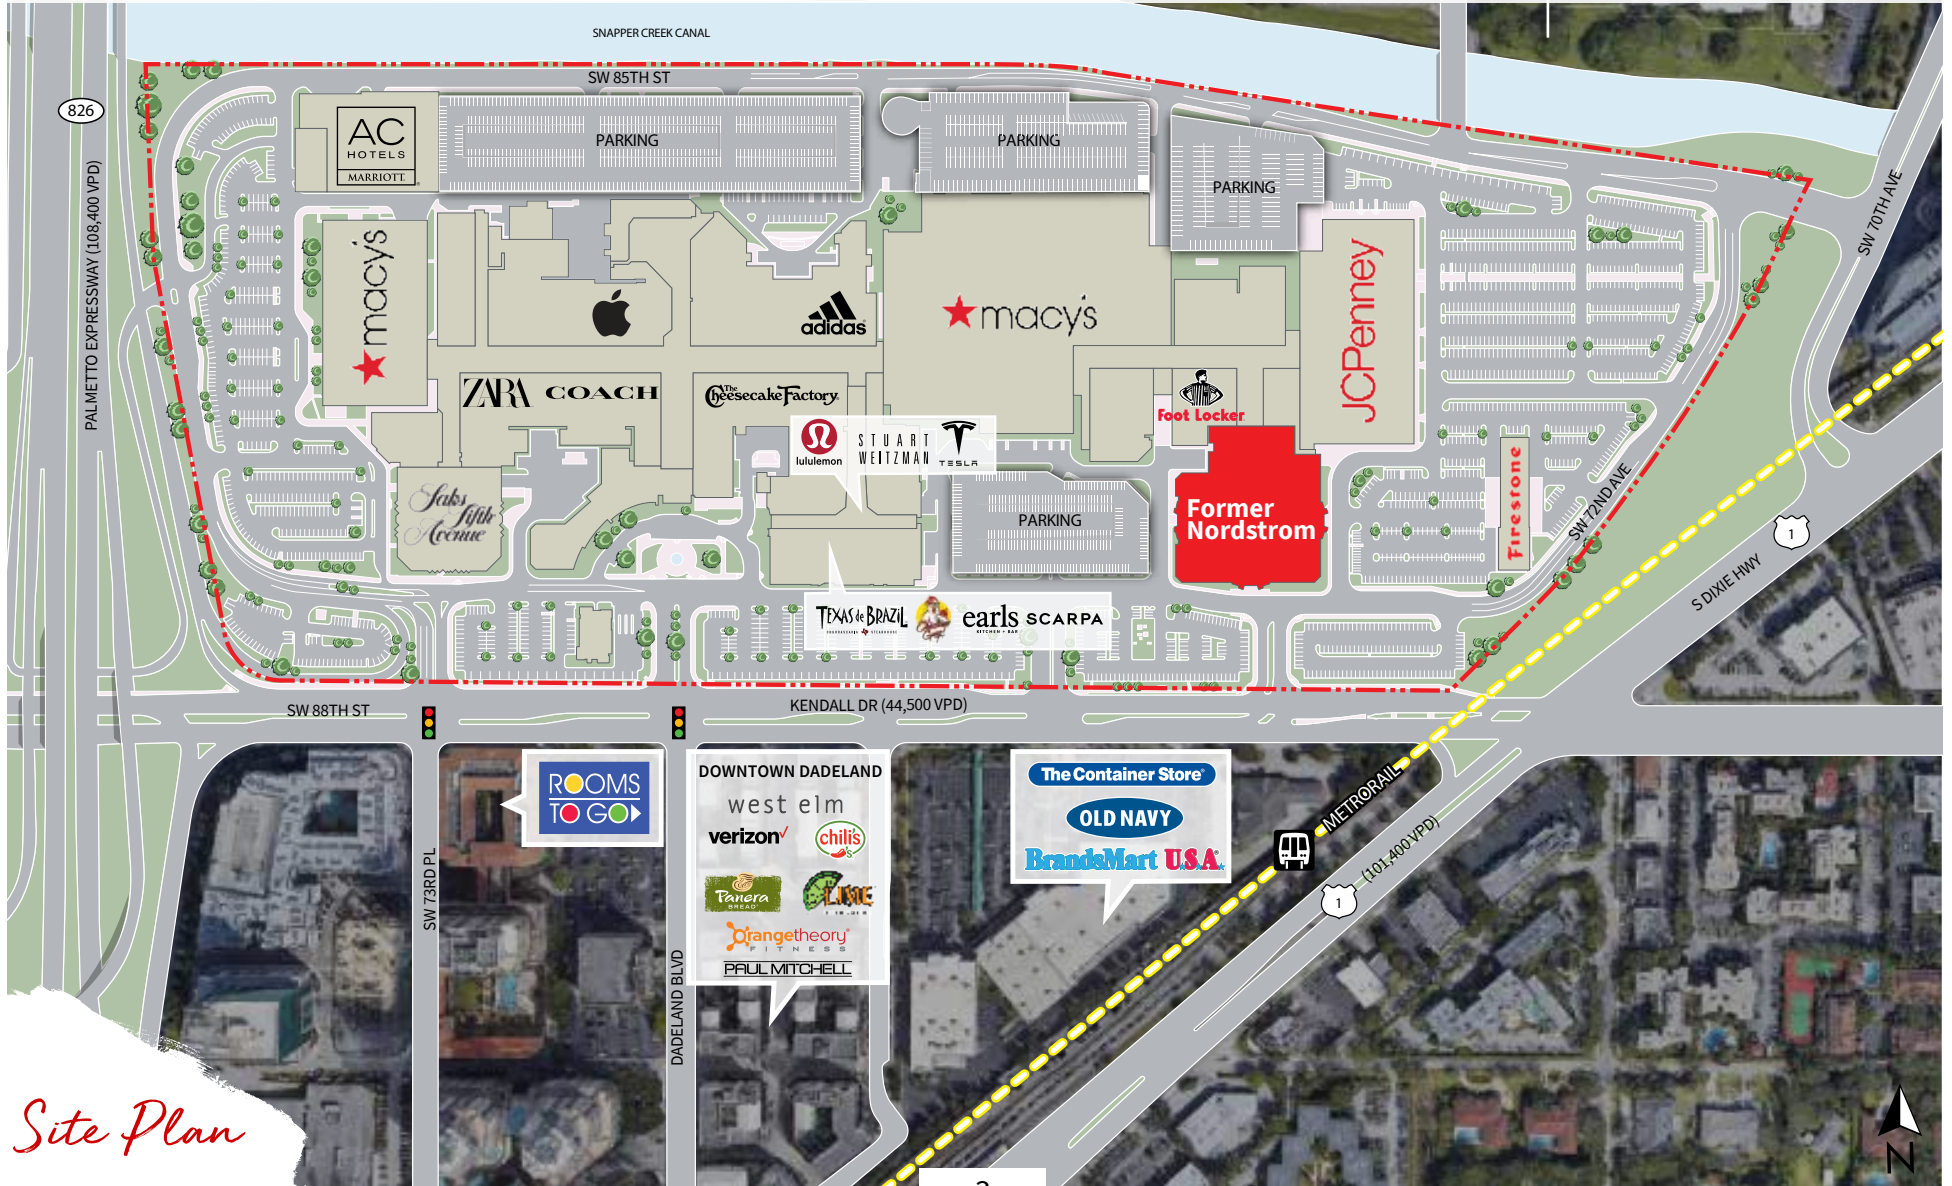 SNAPPER CREEK CANAL
SW 85TH ST
826
PALMETTO EXPRESSWAY (108,400 VPD)
AC
HOTELS
MARRIOTT
PARKING
PARKING
PARKING
SW 70TH AVE
macy's
adidas
macy's
JCPenney
ZARA
COACH
The
Cheesecake Factory
Foot Locker
lululemon
STUART
WEITZMAN
TESLA
Saks
Fifth
Avenue
PARKING
Former
Nordstrom
Firestone
SW 72ND AVE
1
S DIXIE HWY
TEXAS de BRAZIL
earls
KITCHEN + BAR
SCARPA
SW 88TH ST
KENDALL DR (44,500 VPD)
ROOMS
TO GO
SW 73RD PL
DADELAND BLVD
DOWNTOWN DADELAND
west elm
verizon
chili's
Panera
BREAD
LIME
Orangetheory
FITNESS
PAUL MITCHELL
The Container Store
OLD NAVY
BrandsMart U.S.A.
METRORAIL
1
(101,400 VPD)
Site Plan
N